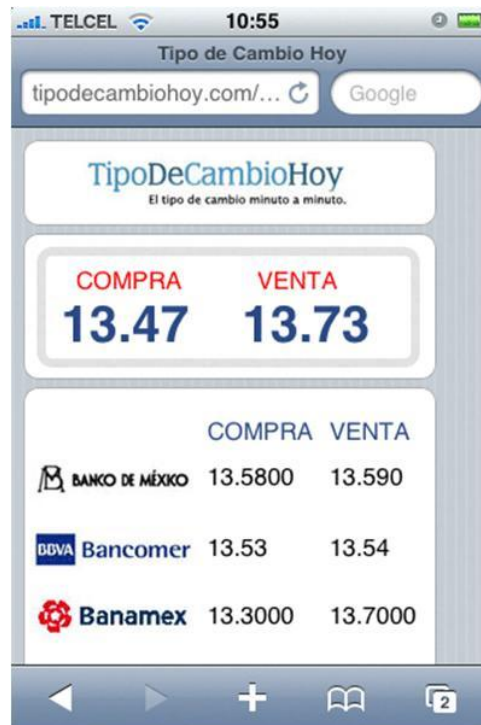 TELCEL 10:55
Tipo de Cambio Hoy
tipodecambiohoy.com/... Google
TipoDeCambioHoy
El tipo de cambio minuto a minuto.
COMPRA VENTA
13.47 13.73
COMPRA VENTA
BANCO DE MÉXICO 13.5800 13.590
BBVA Bancomer 13.53 13.54
Banamex 13.3000 13.7000
2